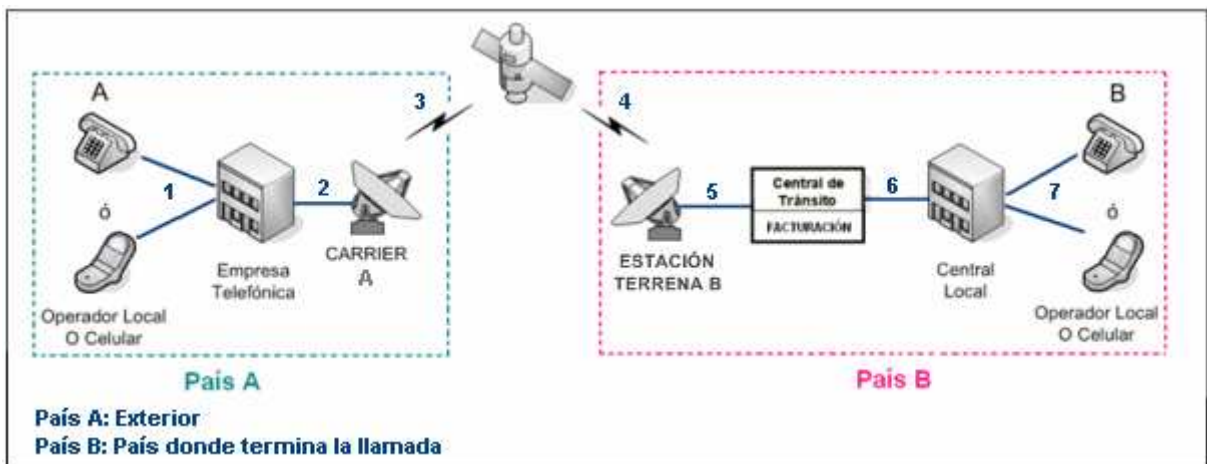 A
3
4
B
1
2
5
Central de
Tránsito
FACTURACIÓN
6
7
ó
ó
CARRIER
A
Empresa
Telefónica
ESTACIÓN
TERRENA B
Central
Local
Operador Local
O Celular
Operador Local
O Celular
País A
País B
País A: Exterior
País B: País donde termina la llamada